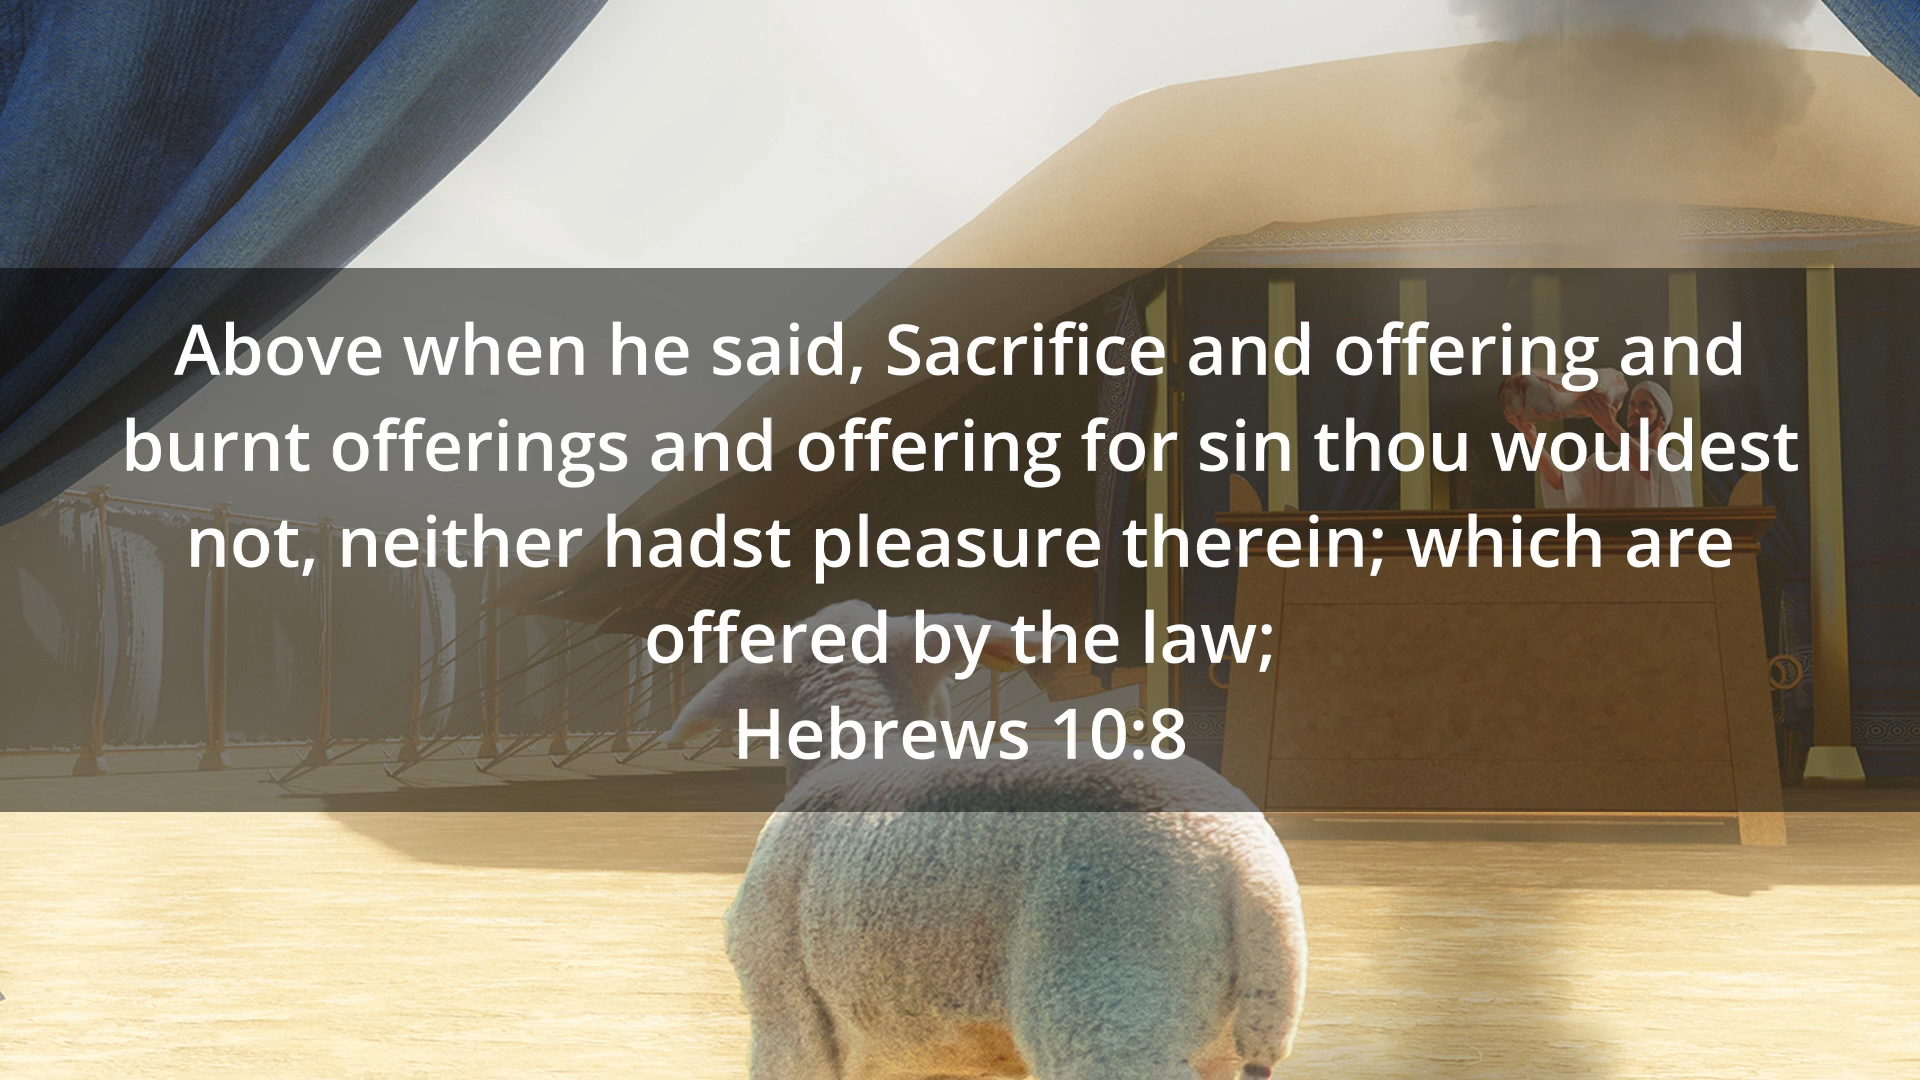 Above when he said, Sacrifice and offering and
burnt offerings and offering for sin thou wouldest
not, neither hadst pleasure therein; which are
offered by the law;
Hebrews 10:8